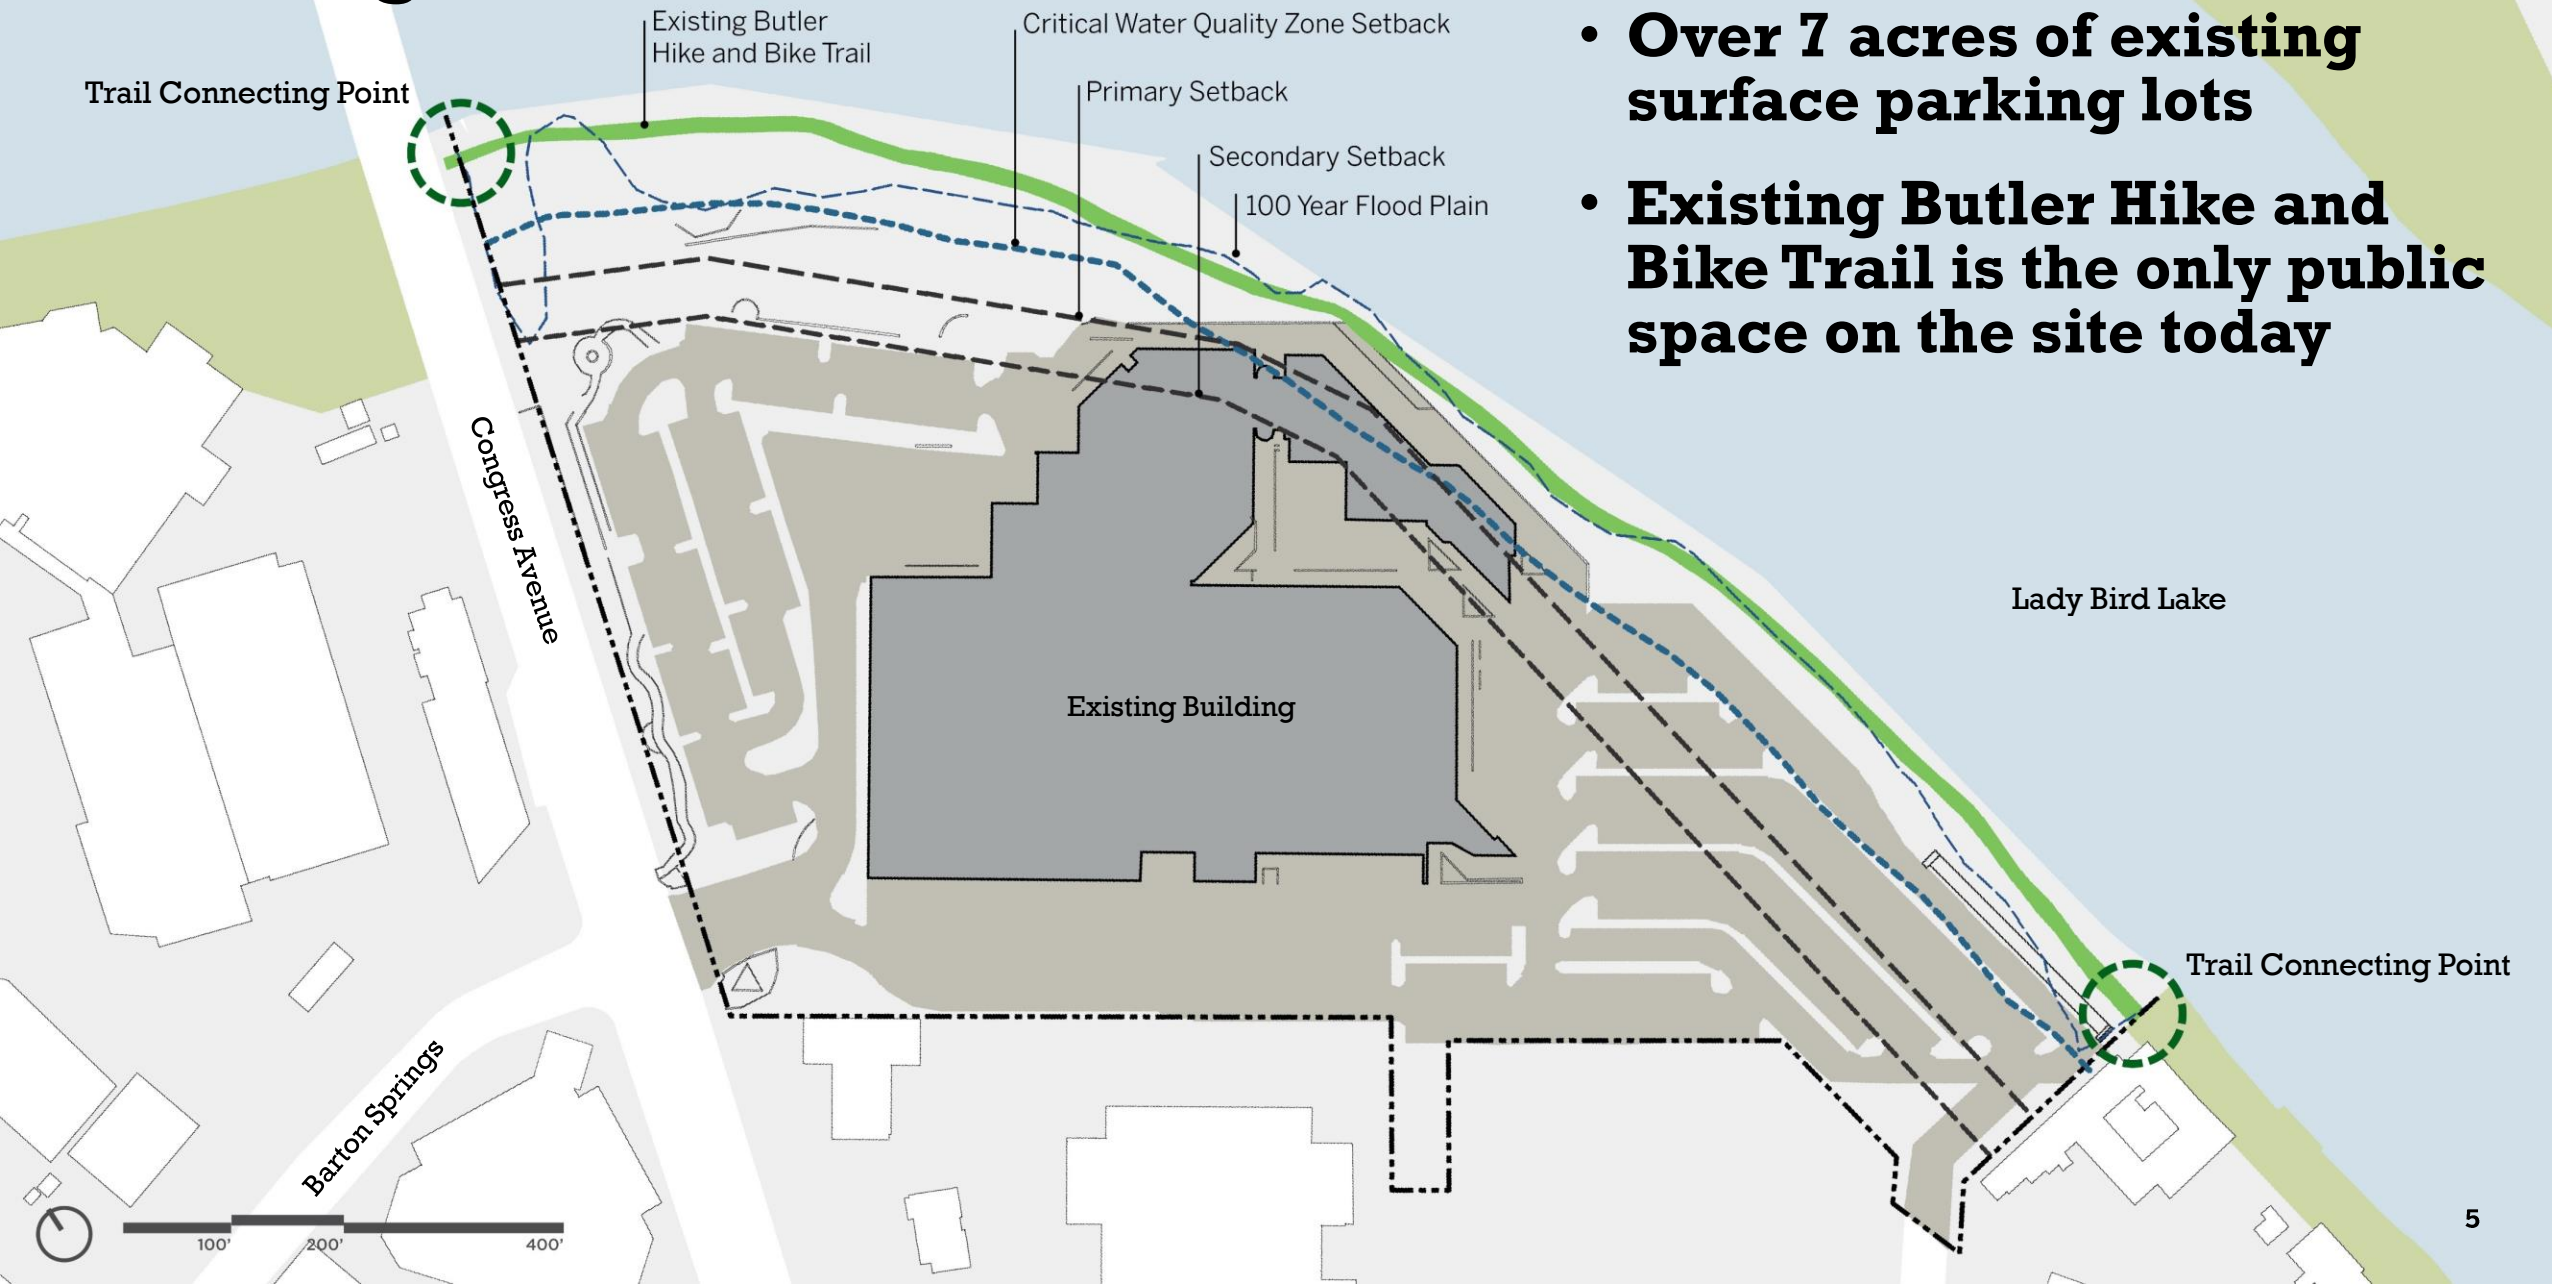 Existing Butler
Hike and Bike Trail
Critical Water Quality Zone Setback
Primary Setback
Secondary Setback
100 Year Flood Plain
Trail Connecting Point
• Over 7 acres of existing
surface parking lots
• Existing Butler Hike and
Bike Trail is the only public
space on the site today
Congress Avenue
Lady Bird Lake
Existing Building
Trail Connecting Point
Barton Springs
100'
200'
400'
5